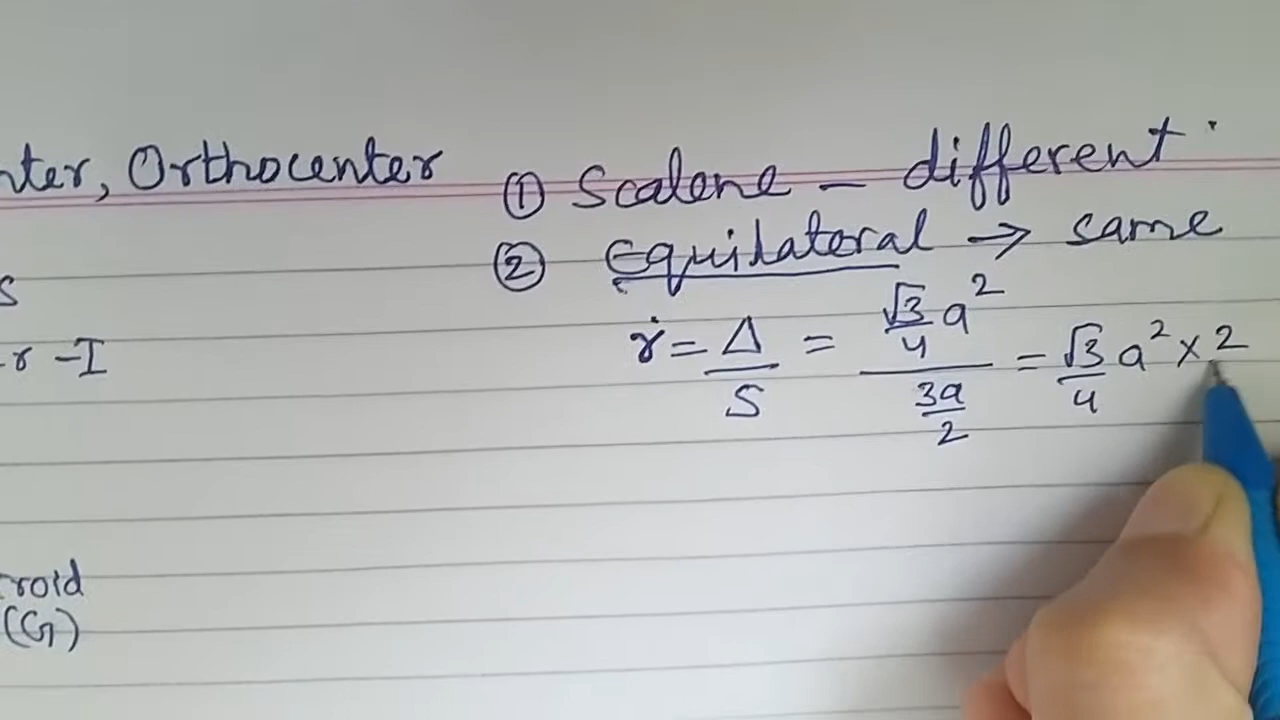 nter, Orthocenter
① Scalene – different
② Equilateral → same
s
r = Δ/S = (√3/4 a²)/(3a/2) = √3/4 a² × 2
r - I
roid
(G)